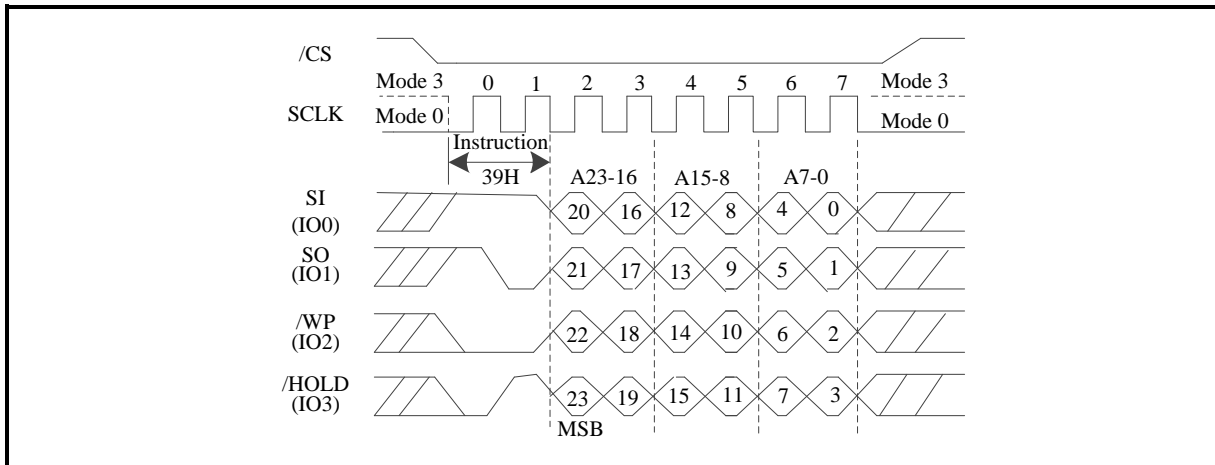 /CS
Mode 3 0 1 2 3 4 5 6 7 Mode 3
SCLK Mode 0 Mode 0
Instruction
39H A23-16 A15-8 A7-0
SI
(IO0) 20 16 12 8 4 0
SO
(IO1) 21 17 13 9 5 1
/WP
(IO2) 22 18 14 10 6 2
/HOLD
(IO3) 23 19 15 11 7 3
MSB